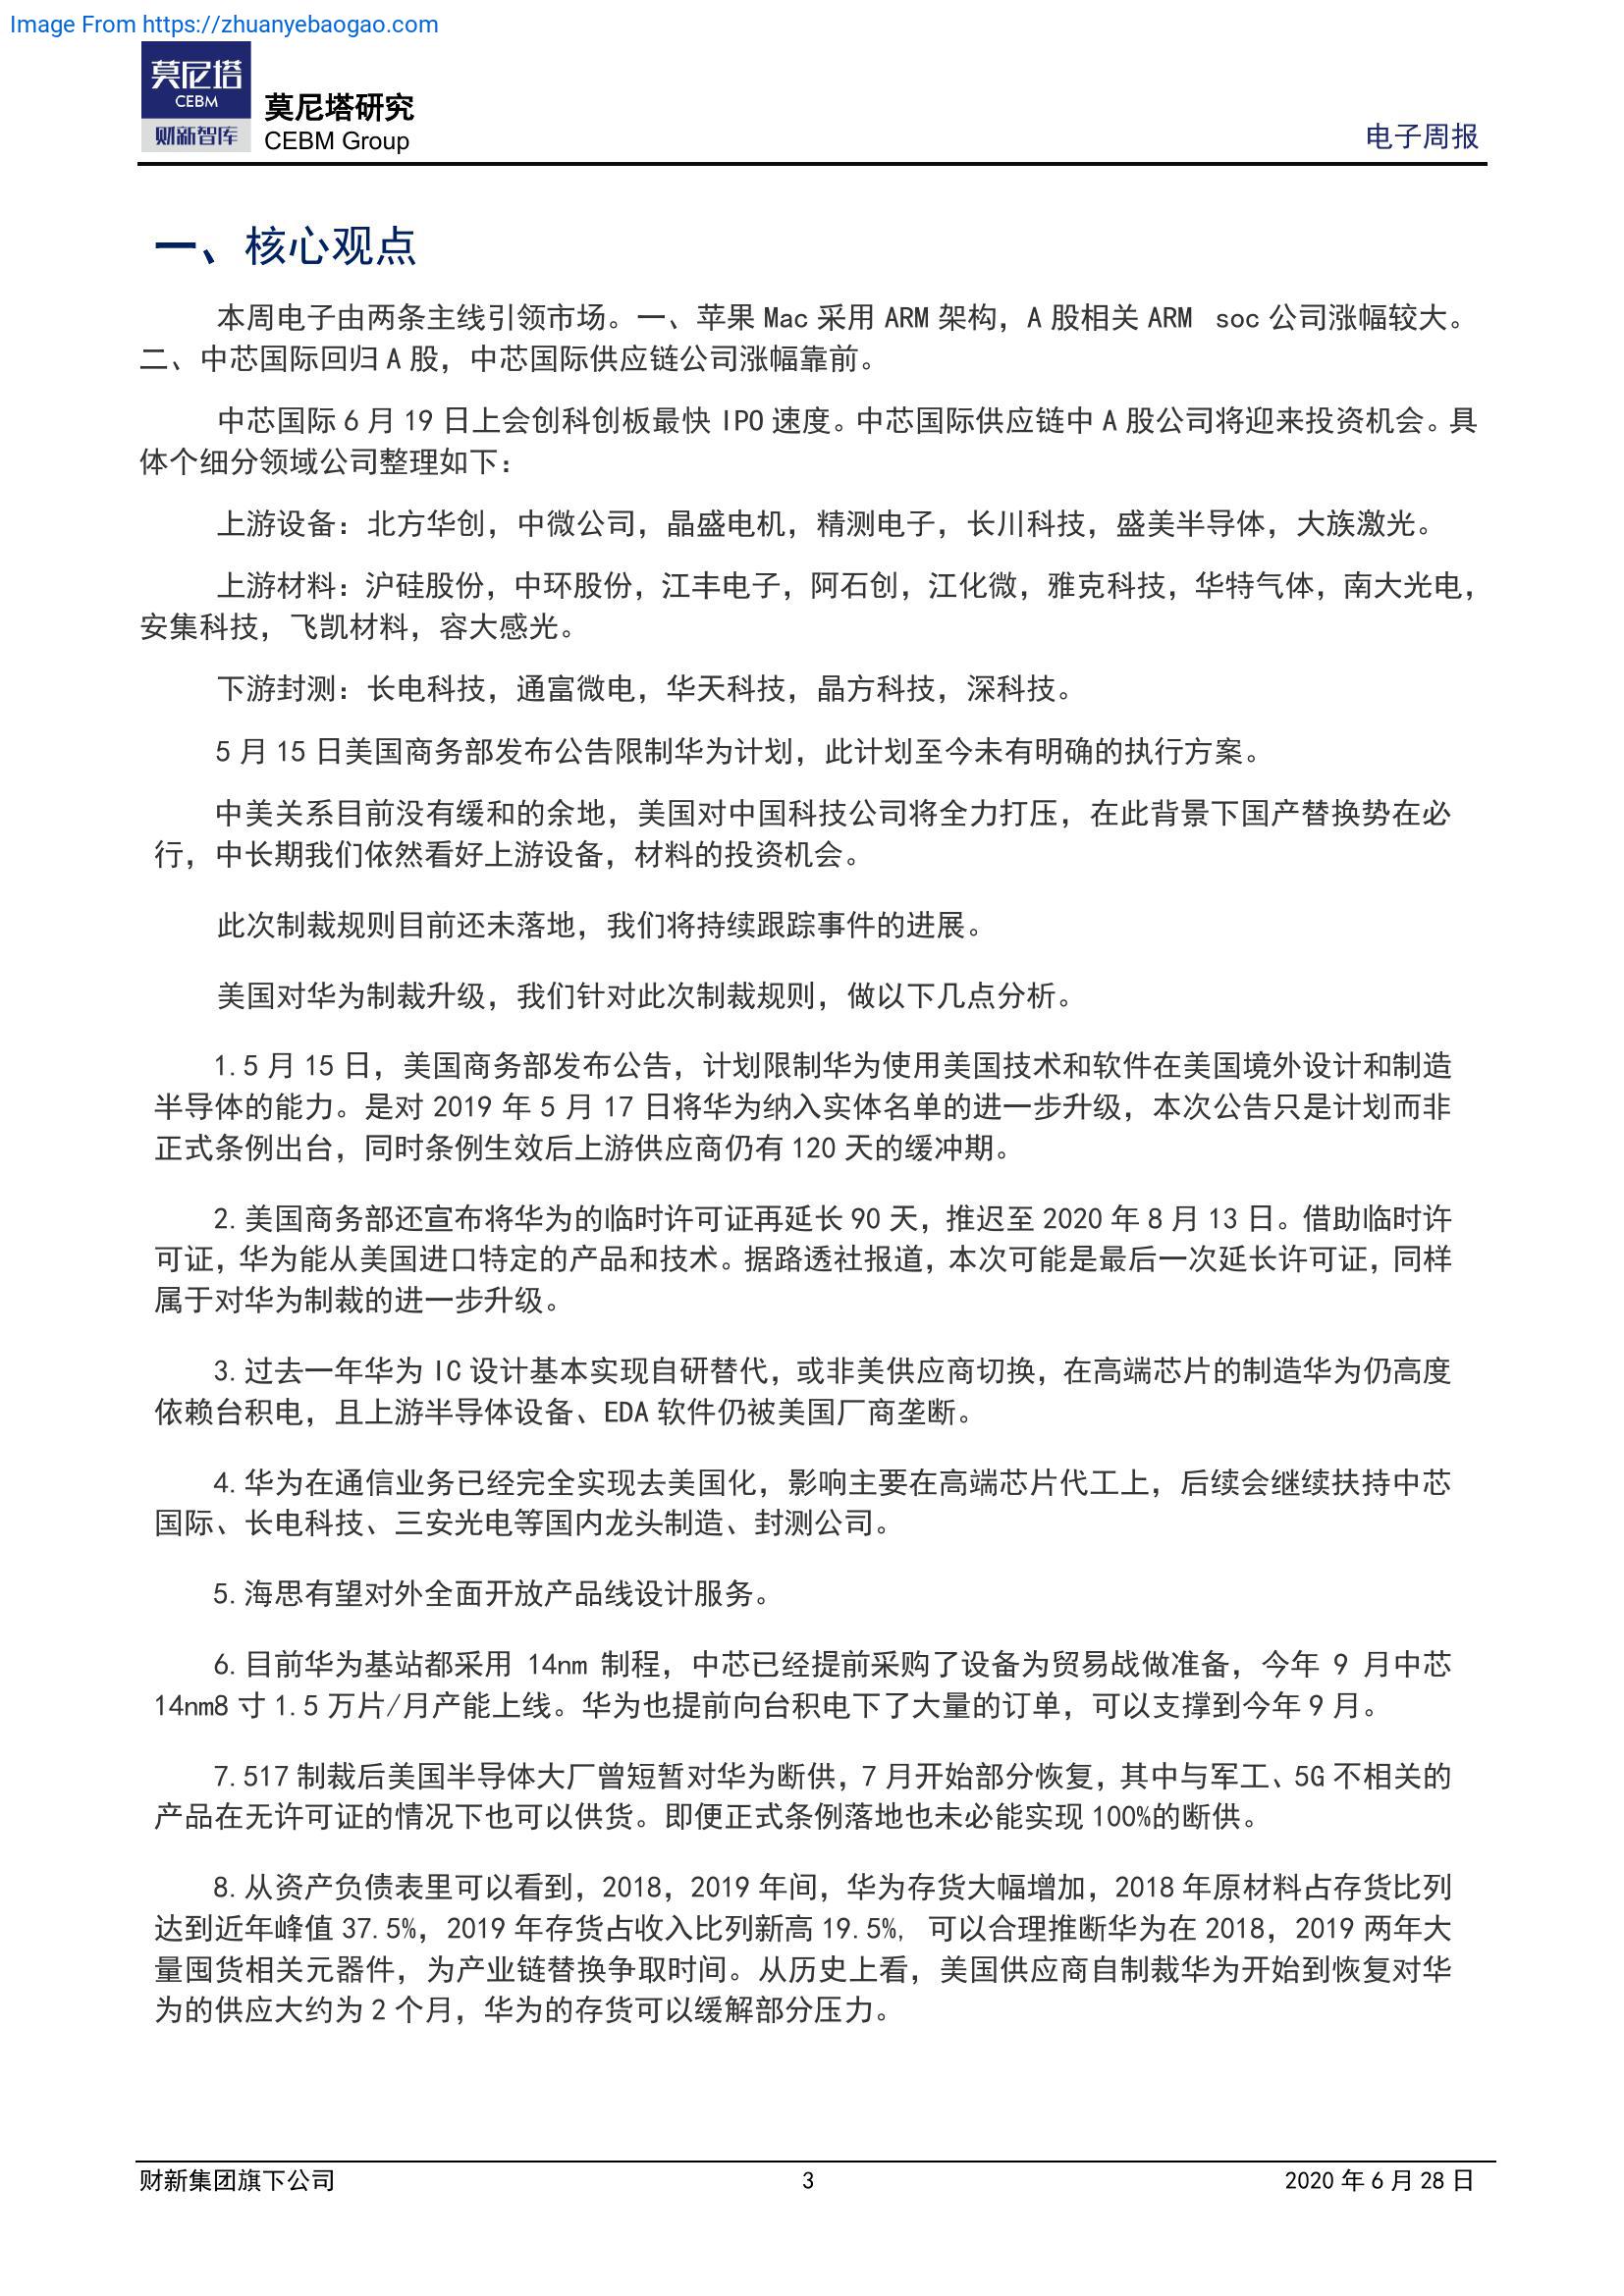 Image From https://zhuanyebaogao.com
莫尼塔
CEBM
财新智库
莫尼塔研究
CEBM Group
电子周报
一、核心观点
本周电子由两条主线引领市场。一、苹果 Mac 采用 ARM 架构，A 股相关 ARM soc 公司涨幅较大。
二、中芯国际回归 A 股，中芯国际供应链公司涨幅靠前。
中芯国际 6 月 19 日上会创科创板最快 IPO 速度。中芯国际供应链中 A 股公司将迎来投资机会。具
体个细分领域公司整理如下：
上游设备：北方华创，中微公司，晶盛电机，精测电子，长川科技，盛美半导体，大族激光。
上游材料：沪硅股份，中环股份，江丰电子，阿石创，江化微，雅克科技，华特气体，南大光电，
安集科技，飞凯材料，容大感光。
下游封测：长电科技，通富微电，华天科技，晶方科技，深科技。
5 月 15 日美国商务部发布公告限制华为计划，此计划至今未有明确的执行方案。
中美关系目前没有缓和的余地，美国对中国科技公司将全力打压，在此背景下国产替换势在必
行，中长期我们依然看好上游设备，材料的投资机会。
此次制裁规则目前还未落地，我们将持续跟踪事件的进展。
美国对华为制裁升级，我们针对此次制裁规则，做以下几点分析。
1.5 月 15 日，美国商务部发布公告，计划限制华为使用美国技术和软件在美国境外设计和制造
半导体的能力。是对 2019 年 5 月 17 日将华为纳入实体名单的进一步升级，本次公告只是计划而非
正式条例出台，同时条例生效后上游供应商仍有 120 天的缓冲期。
2.美国商务部还宣布将华为的临时许可证再延长 90 天，推迟至 2020 年 8 月 13 日。借助临时许
可证，华为能从美国进口特定的产品和技术。据路透社报道，本次可能是最后一次延长许可证，同样
属于对华为制裁的进一步升级。
3.过去一年华为 IC 设计基本实现自研替代，或非美供应商切换，在高端芯片的制造华为仍高度
依赖台积电，且上游半导体设备、EDA 软件仍被美国厂商垄断。
4.华为在通信业务已经完全实现去美国化，影响主要在高端芯片代工上，后续会继续扶持中芯
国际、长电科技、三安光电等国内龙头制造、封测公司。
5.海思有望对外全面开放产品线设计服务。
6.目前华为基站都采用 14nm 制程，中芯已经提前采购了设备为贸易战做准备，今年 9 月中芯
14nm8 寸 1.5 万片/月产能上线。华为也提前向台积电下了大量的订单，可以支撑到今年 9 月。
7.517 制裁后美国半导体大厂曾短暂对华为断供，7 月开始部分恢复，其中与军工、5G 不相关的
产品在无许可证的情况下也可以供货。即便正式条例落地也未必能实现 100%的断供。
8.从资产负债表里可以看到，2018，2019 年间，华为存货大幅增加，2018 年原材料占存货比列
达到近年峰值 37.5%，2019 年存货占收入比列新高 19.5%, 可以合理推断华为在 2018，2019 两年大
量囤货相关元器件，为产业链替换争取时间。从历史上看，美国供应商自制裁华为开始到恢复对华
为的供应大约为 2 个月，华为的存货可以缓解部分压力。
财新集团旗下公司
3
2020 年 6 月 28 日